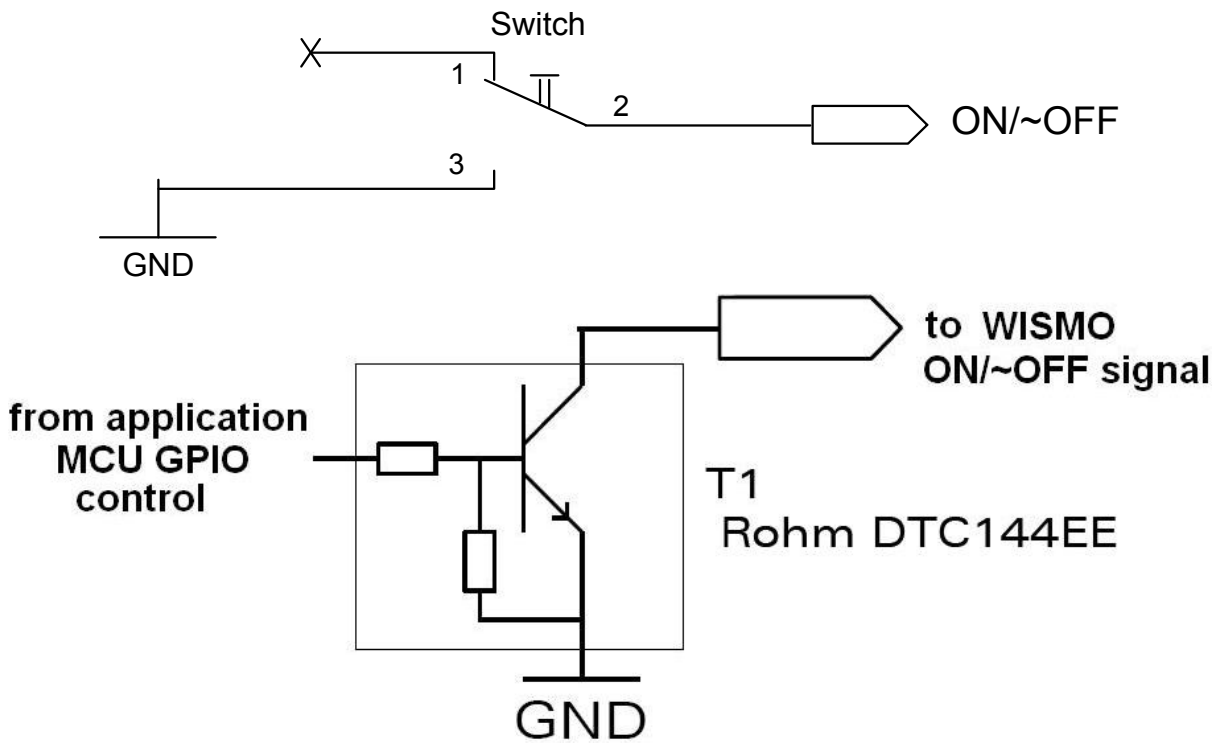 Switch
1
2
ON/~OFF
3
GND
to WISMO
ON/~OFF signal
from application
MCU GPIO
control
T1
Rohm DTC144EE
GND